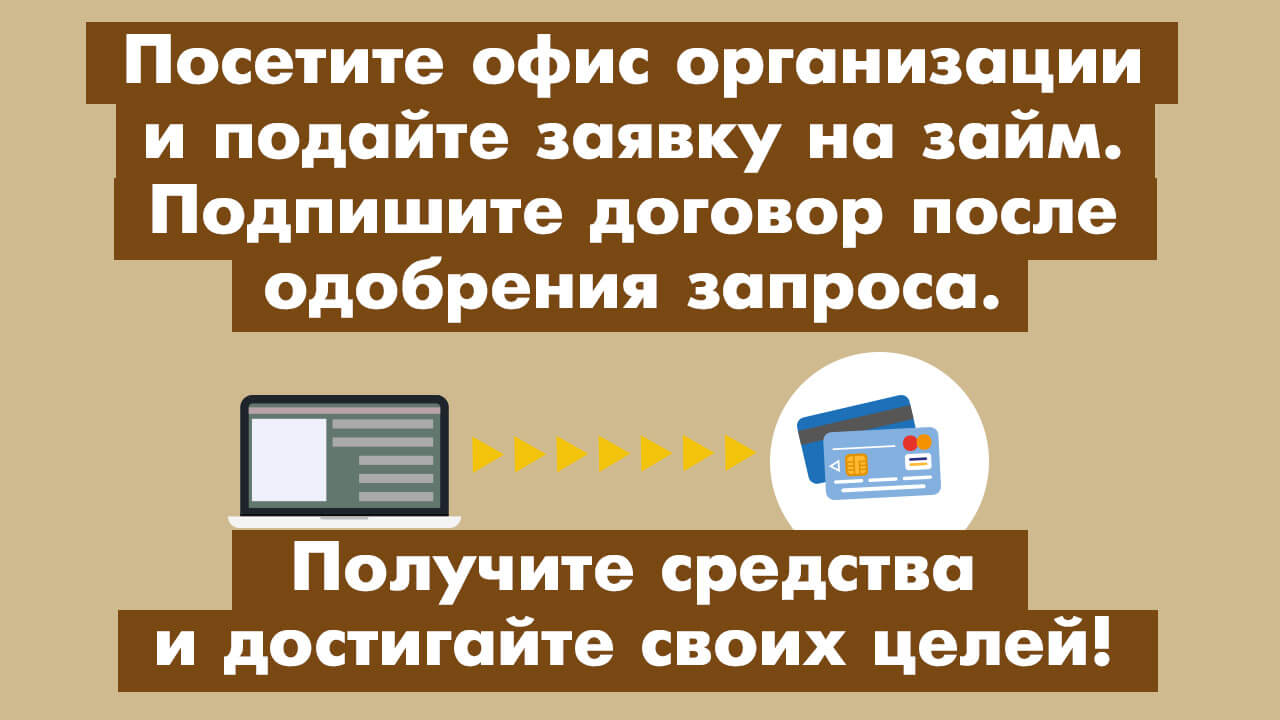 Посетите офис организации
и подайте заявку на займ.
Подпишите договор после
одобрения запроса.
Получите средства
и достигайте своих целей!